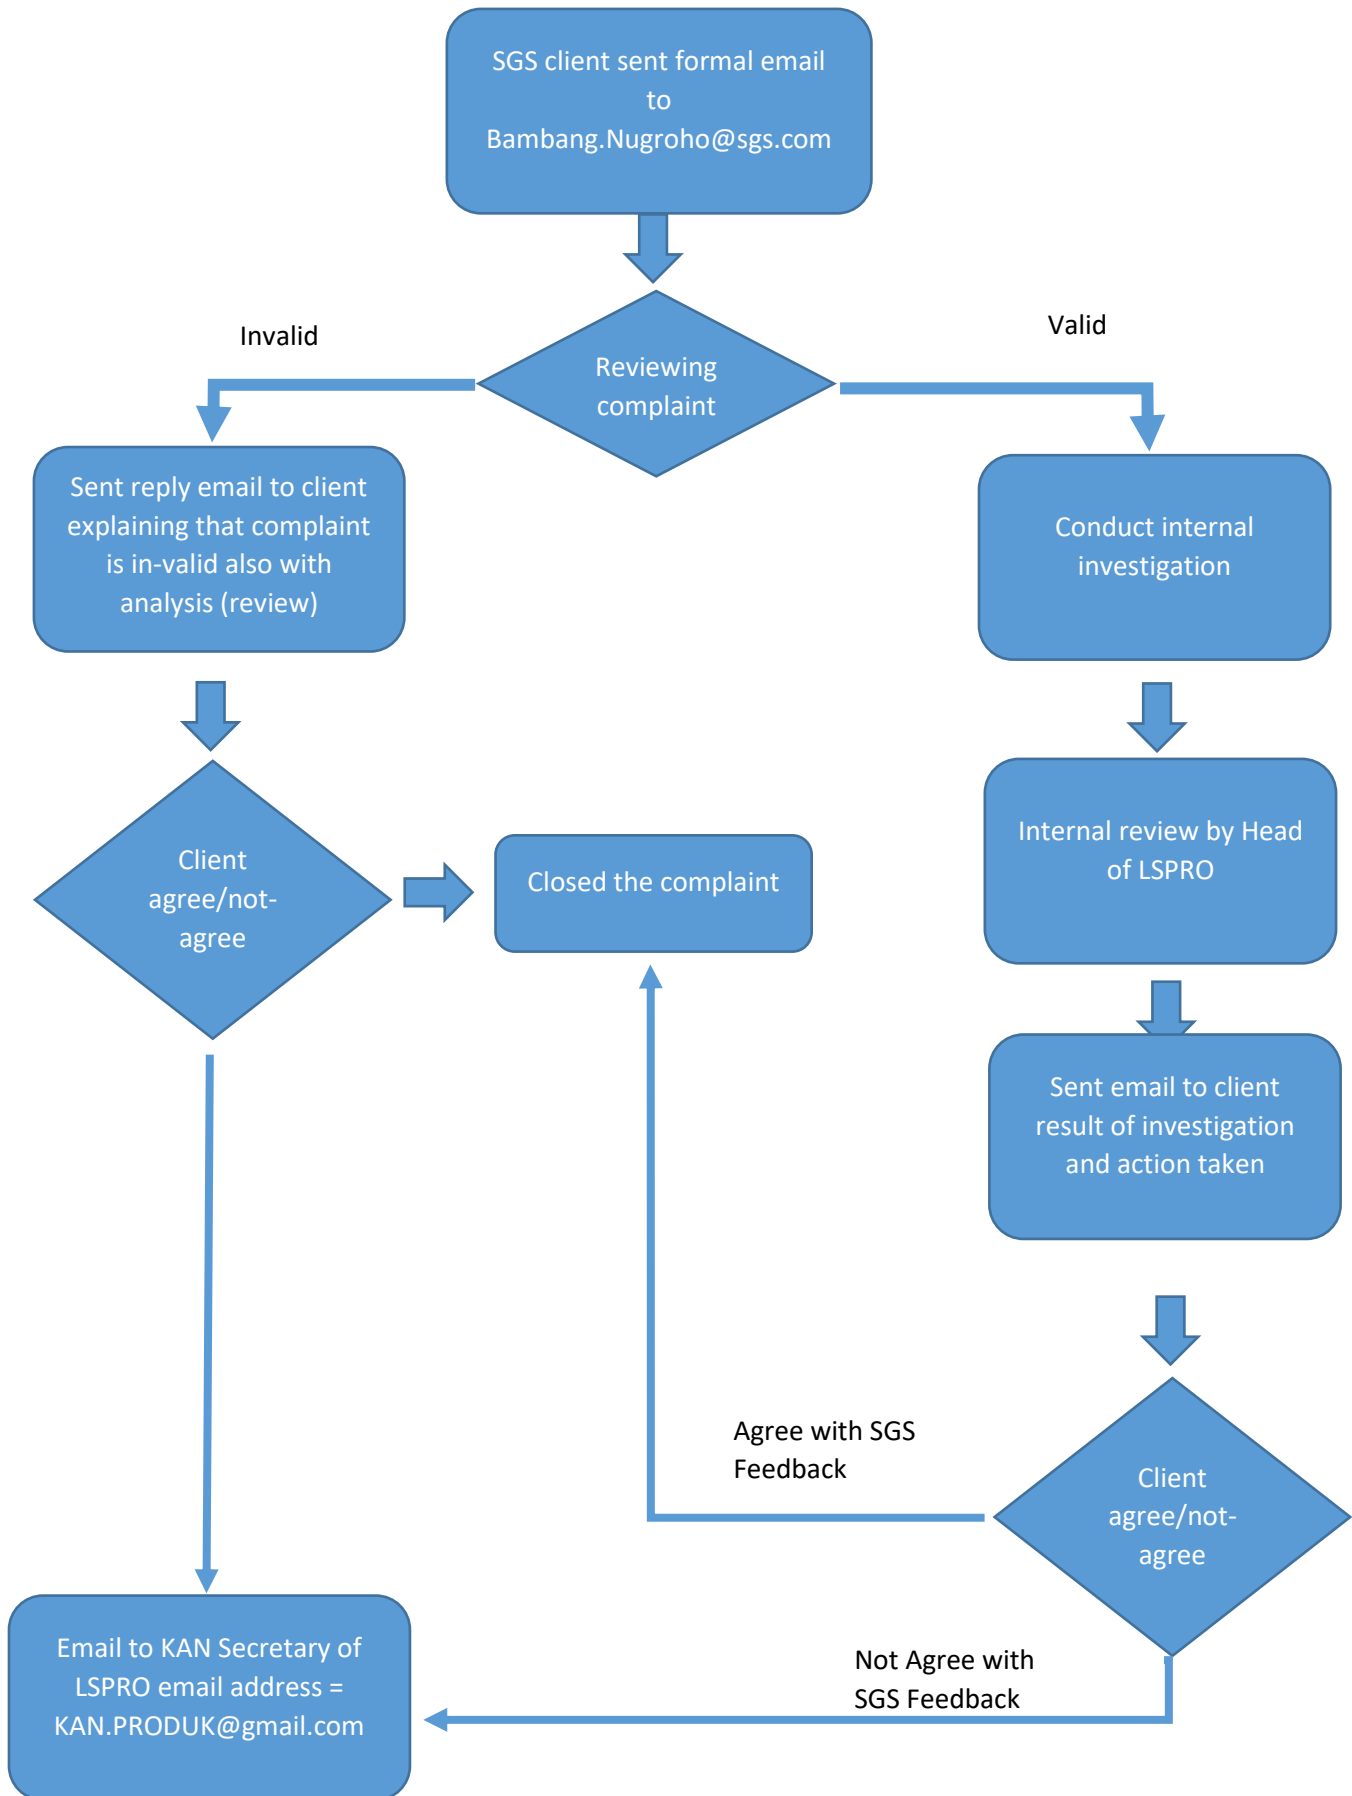 SGS client sent formal email
to
Bambang.Nugroho@sgs.com
Invalid
Valid
Reviewing
complaint
Sent reply email to client
explaining that complaint
is in-valid also with
analysis (review)
Conduct internal
investigation
Client
agree/not-
agree
Closed the complaint
Internal review by Head
of LSPRO
Sent email to client
result of investigation
and action taken
Agree with SGS
Feedback
Client
agree/not-
agree
Not Agree with
SGS Feedback
Email to KAN Secretary of
LSPRO email address =
KAN.PRODUK@gmail.com